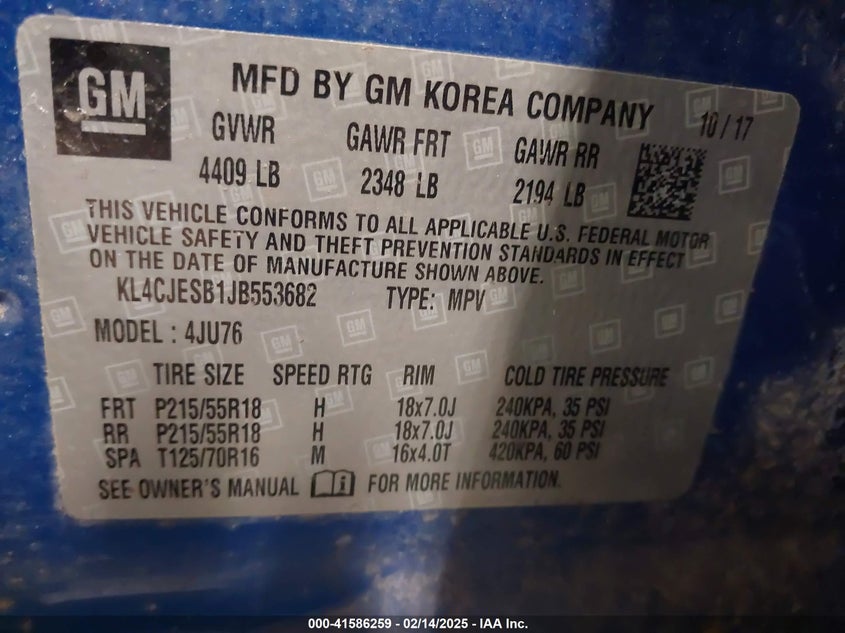 GM
MFD BY GM KOREA COMPANY 10/17
GVWR GAWR FRT GAWR RR
4409 LB 2348 LB 2194 LB
THIS VEHICLE CONFORMS TO ALL APPLICABLE U.S. FEDERAL MOTOR
VEHICLE SAFETY AND THEFT PREVENTION STANDARDS IN EFFECT
ON THE DATE OF MANUFACTURE SHOWN ABOVE.
KL4CJESB1JB553682 TYPE: MPV
MODEL : 4JU76
TIRE SIZE SPEED RTG RIM COLD TIRE PRESSURE
FRT P215/55R18 H 18x7.0J 240KPA, 35 PSI
RR P215/55R18 H 18x7.0J 240KPA, 35 PSI
SPA T125/70R16 M 16x4.0T 420KPA, 60 PSI
SEE OWNER'S MANUAL i FOR MORE INFORMATION.
000-41586259 - 02/14/2025 - IAA Inc.